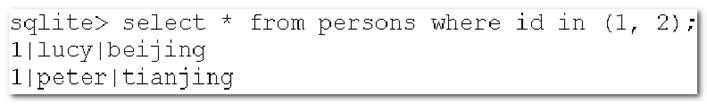 sqlite> select * from persons where id in (1, 2);
1|lucy|beijing
1|peter|tianjing